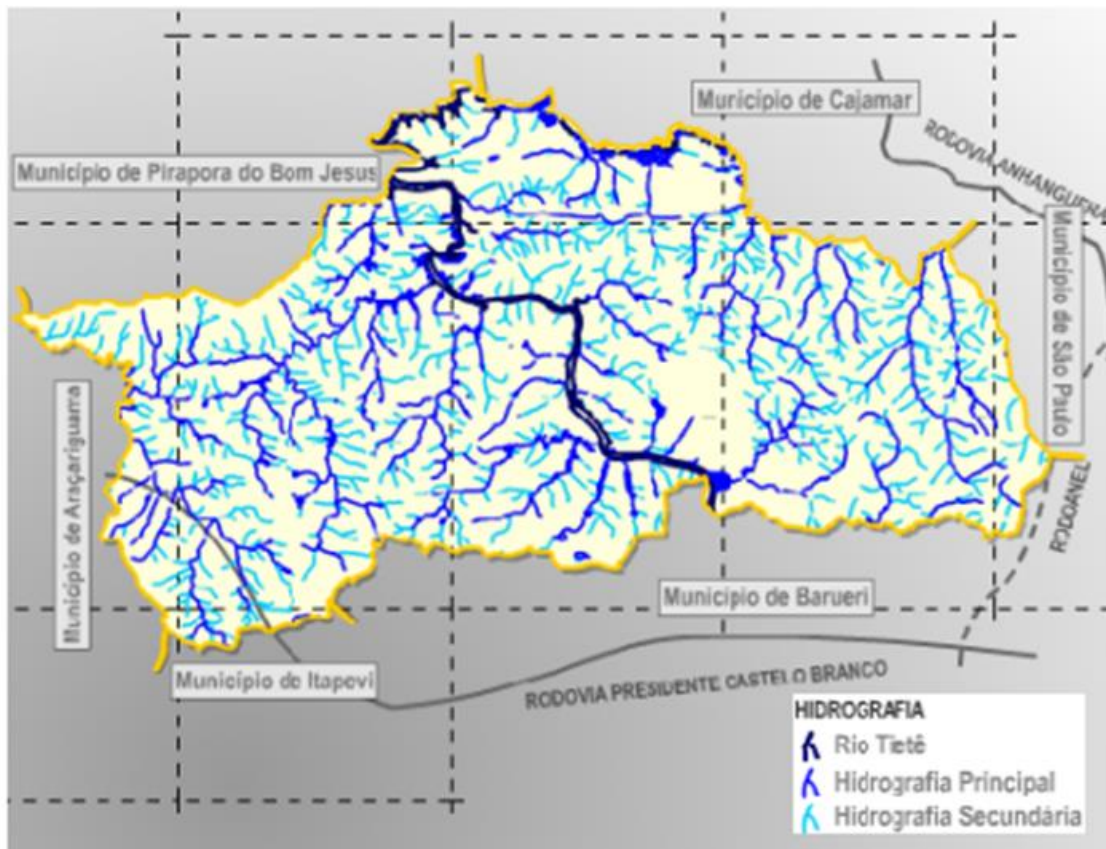 Município de Cajamar
RODOVIA ANHANGUERA
Município de Pirapora do Bom Jesus
Município de São Paulo
Município de Araçariguama
RODOANEL
Município de Barueri
Município de Itapevi
RODOVIA PRESIDENTE CASTELO BRANCO
HIDROGRAFIA
Rio Tietê
Hidrografia Principal
Hidrografia Secundária